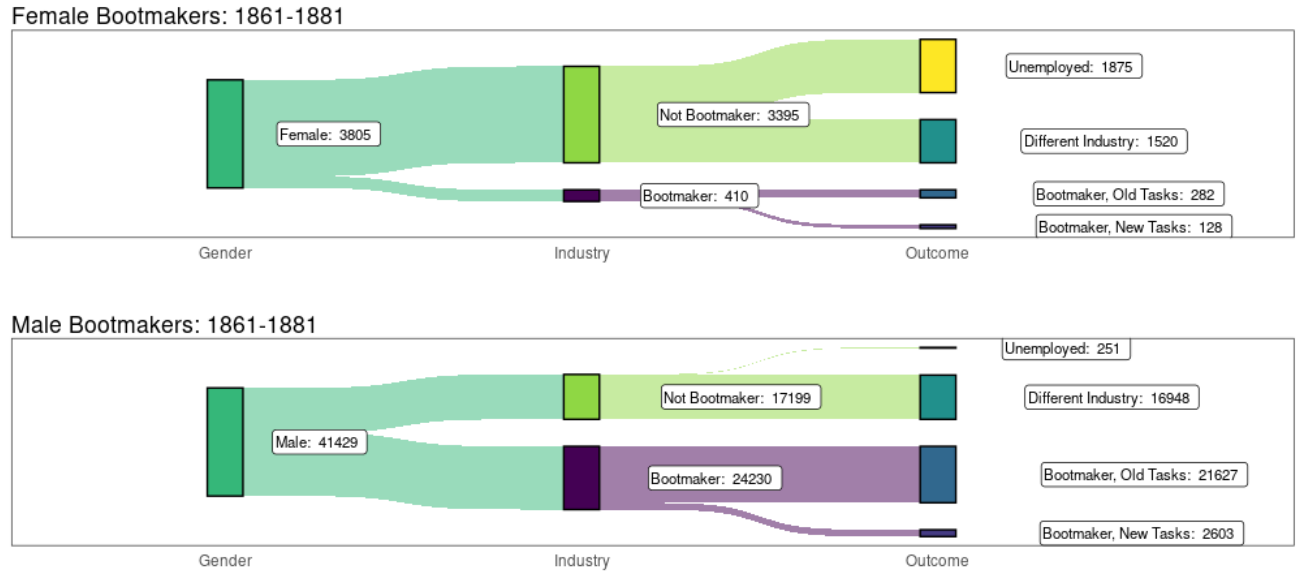 Female Bootmakers: 1861-1881
Unemployed: 1875
Not Bootmaker: 3395
Female: 3805
Different Industry: 1520
Bootmaker: 410
Bootmaker, Old Tasks: 282
Bootmaker, New Tasks: 128
Gender
Industry
Outcome
Male Bootmakers: 1861-1881
Unemployed: 251
Not Bootmaker: 17199
Different Industry: 16948
Male: 41429
Bootmaker: 24230
Bootmaker, Old Tasks: 21627
Bootmaker, New Tasks: 2603
Gender
Industry
Outcome